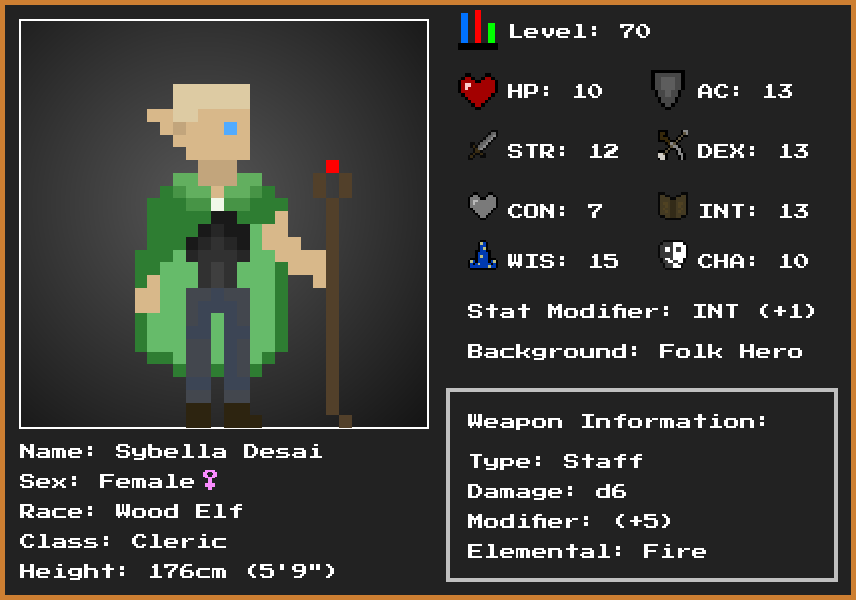 Level: 70
HP: 10 AC: 13
STR: 12 DEX: 13
CON: 7 INT: 13
WIS: 15 CHA: 10
Stat Modifier: INT (+1)
Background: Folk Hero
Weapon Information:
Type: Staff
Damage: d6
Modifier: (+5)
Elemental: Fire
Name: Sybella Desai
Sex: Female♀
Race: Wood Elf
Class: Cleric
Height: 176cm (5'9")